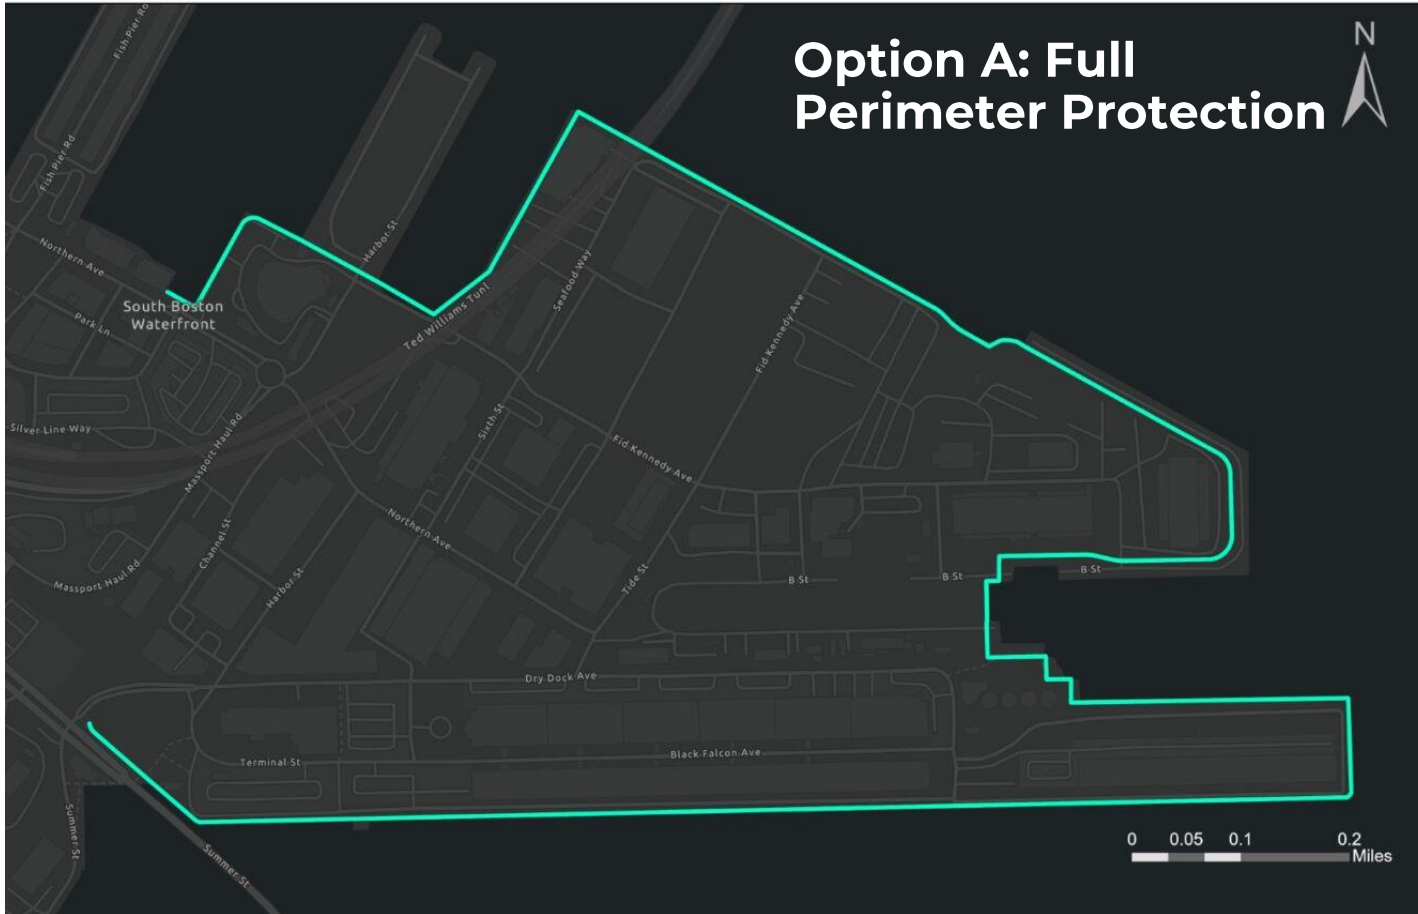 Option A: Full
Perimeter Protection
N
Fish Pier Rd
Fish Pier Rd
Northern Ave
Harbor St
South Boston
Waterfront
Park Ln
Ted Williams Tunl
Seafood Way
Fid Kennedy Ave
Silver Line Way
Massport Haul Rd
Sixth St
Fid Kennedy Ave
Channel St
Northern Ave
Massport Haul Rd
Harbor St
Tide St
B St
B St
B St
Dry Dock Ave
Black Falcon Ave
Terminal St
Summer St
Summer St
0 0.05 0.1 0.2
Miles